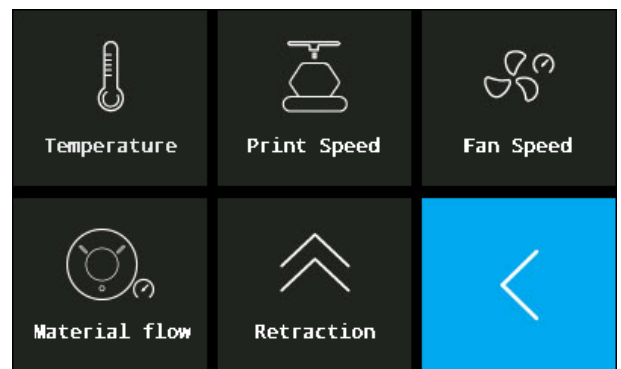 Temperature
Print Speed
Fan Speed
Material flow
Retraction